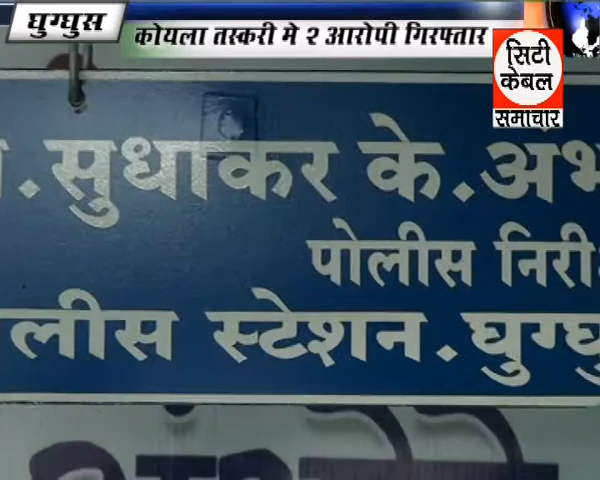 घुग्घुस
कोयला तस्करी मे २ आरोपी गिरफ्तार
सिटी
केबल
समाचार
.सुधाकर के.अंभ
पोलीस निरी
लीस स्टेशन.घुग्घु